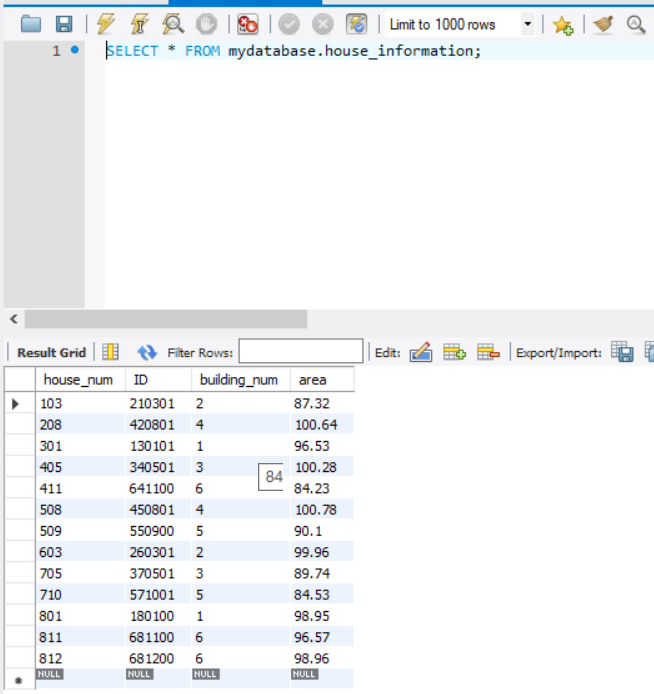 Limit to 1000 rows
1 SELECT * FROM mydatabase.house_information;
Result Grid Filter Rows: Edit: Export/Import:
house_num ID building_num area
103 210301 2 87.32
208 420801 4 100.64
301 130101 1 96.53
405 340501 3 100.28
84
411 641100 6 84.23
508 450801 4 100.78
509 550900 5 90.1
603 260301 2 99.96
705 370501 3 89.74
710 571001 5 84.53
801 180100 1 98.95
811 681100 6 96.57
812 681200 6 98.96
NULL NULL NULL NULL